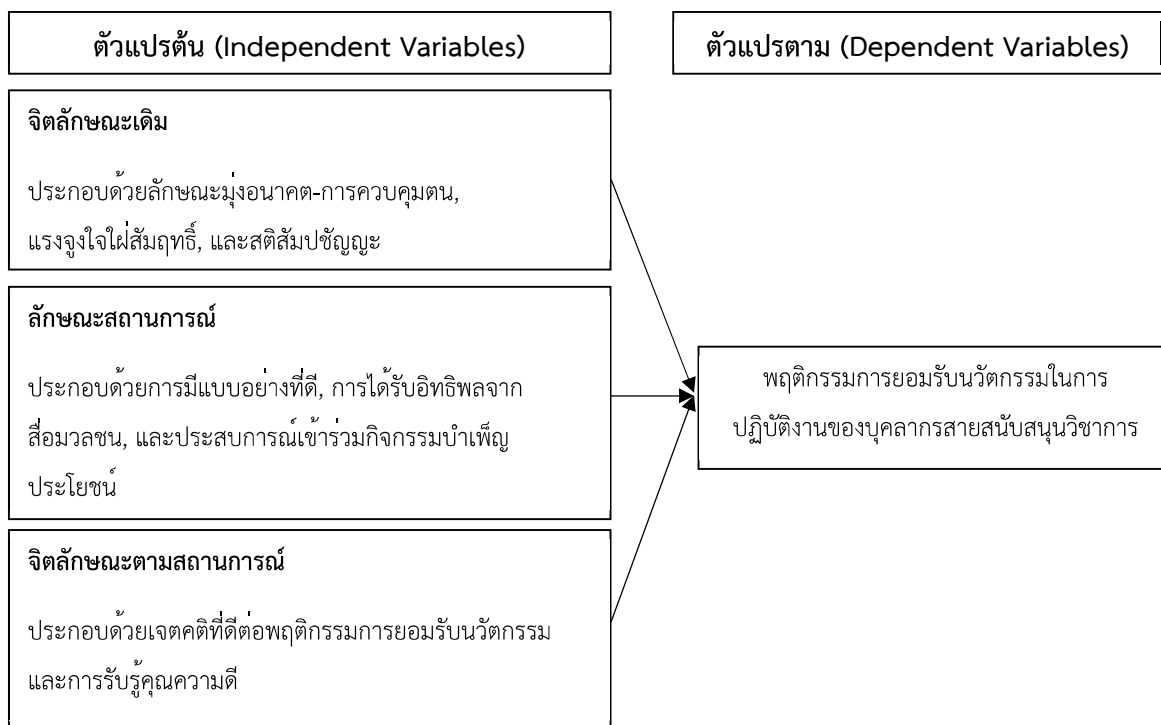 ตัวแปรต้น (Independent Variables)
ตัวแปรตาม (Dependent Variables)
จิตลักษณะเดิม
ประกอบด้วยลักษณะมุ่งอนาคต-การควบคุมตน,
แรงจูงใจใฝ่สัมฤทธิ์, และสติสัมปชัญญะ
ลักษณะสถานการณ์
ประกอบด้วยการมีแบบอย่างที่ดี, การได้รับอิทธิพลจาก
สื่อมวลชน, และประสบการณ์เข้าร่วมกิจกรรมบำเพ็ญ
ประโยชน์
จิตลักษณะตามสถานการณ์
ประกอบด้วยเจตคติที่ดีต่อพฤติกรรมการยอมรับนวัตกรรม
และการรับรู้คุณความดี
พฤติกรรมการยอมรับนวัตกรรมในการ
ปฏิบัติงานของบุคลากรสายสนับสนุนวิชาการ